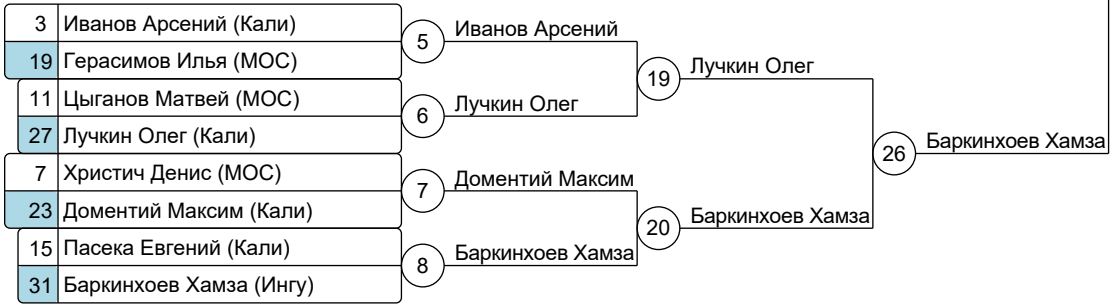 3 Иванов Арсений (Кали)
19 Герасимов Илья (МОС)
11 Цыганов Матвей (МОС)
27 Лучкин Олег (Кали)
7 Христич Денис (МОС)
23 Доментий Максим (Кали)
15 Пасека Евгений (Кали)
31 Баркинхоев Хамза (Ингу)
5 Иванов Арсений
6 Лучкин Олег
7 Доментий Максим
8 Баркинхоев Хамза
19 Лучкин Олег
20 Баркинхоев Хамза
26 Баркинхоев Хамза